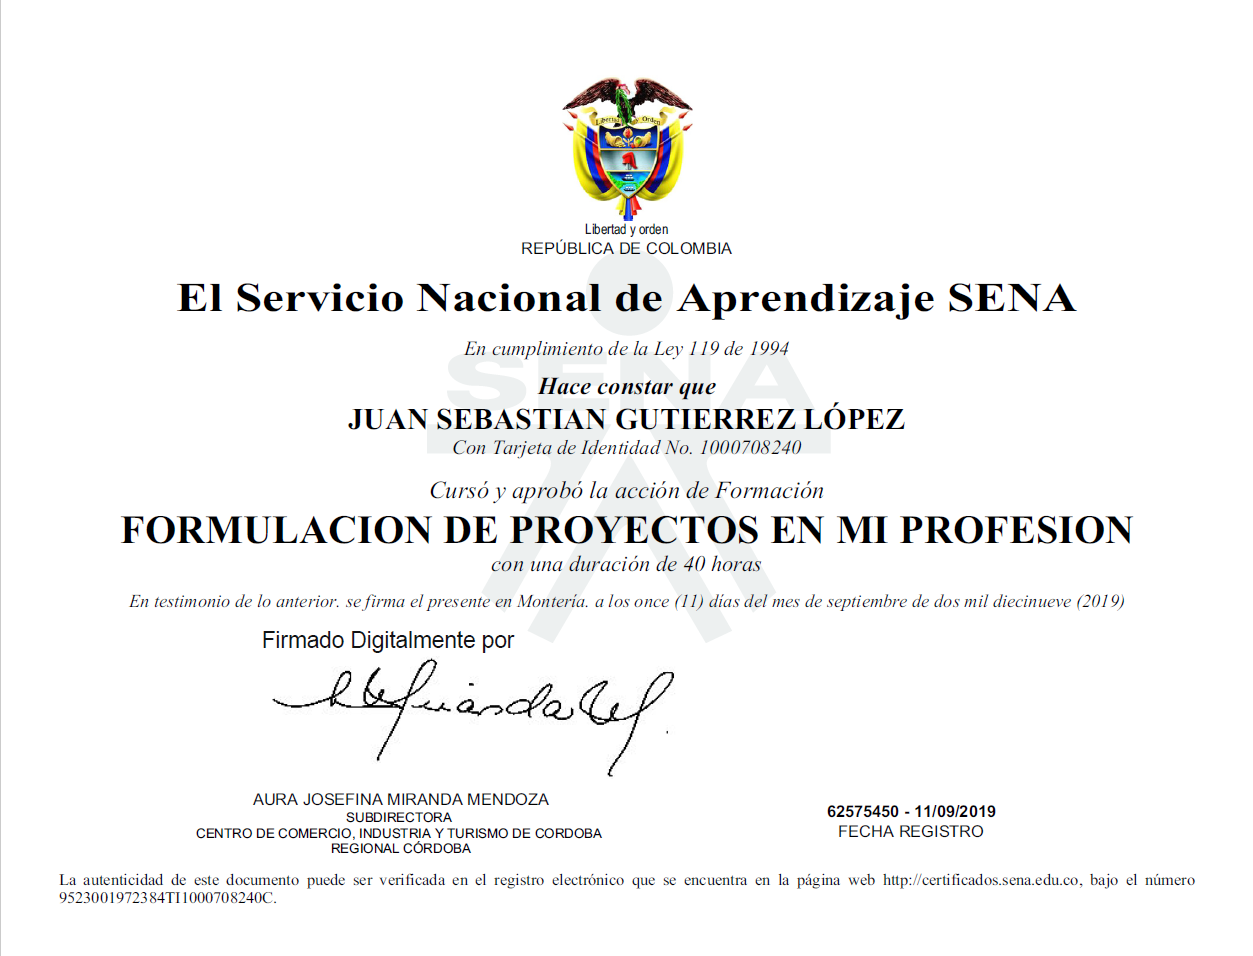 Libertad y Orden
Libertad y orden
REPÚBLICA DE COLOMBIA
El Servicio Nacional de Aprendizaje SENA
SENA
En cumplimiento de la Ley 119 de 1994
Hace constar que
JUAN SEBASTIAN GUTIERREZ LÓPEZ
Con Tarjeta de Identidad No. 1000708240
Cursó y aprobó la acción de Formación
FORMULACION DE PROYECTOS EN MI PROFESION
con una duración de 40 horas
En testimonio de lo anterior. se firma el presente en Montería. a los once (11) días del mes de septiembre de dos mil diecinueve (2019)
Firmado Digitalmente por
AURA JOSEFINA MIRANDA MENDOZA
SUBDIRECTORA
CENTRO DE COMERCIO, INDUSTRIA Y TURISMO DE CORDOBA
REGIONAL CÓRDOBA
62575450 - 11/09/2019
FECHA REGISTRO
La autenticidad de este documento puede ser verificada en el registro electrónico que se encuentra en la página web http://certificados.sena.edu.co, bajo el número
9523001972384TI1000708240C.